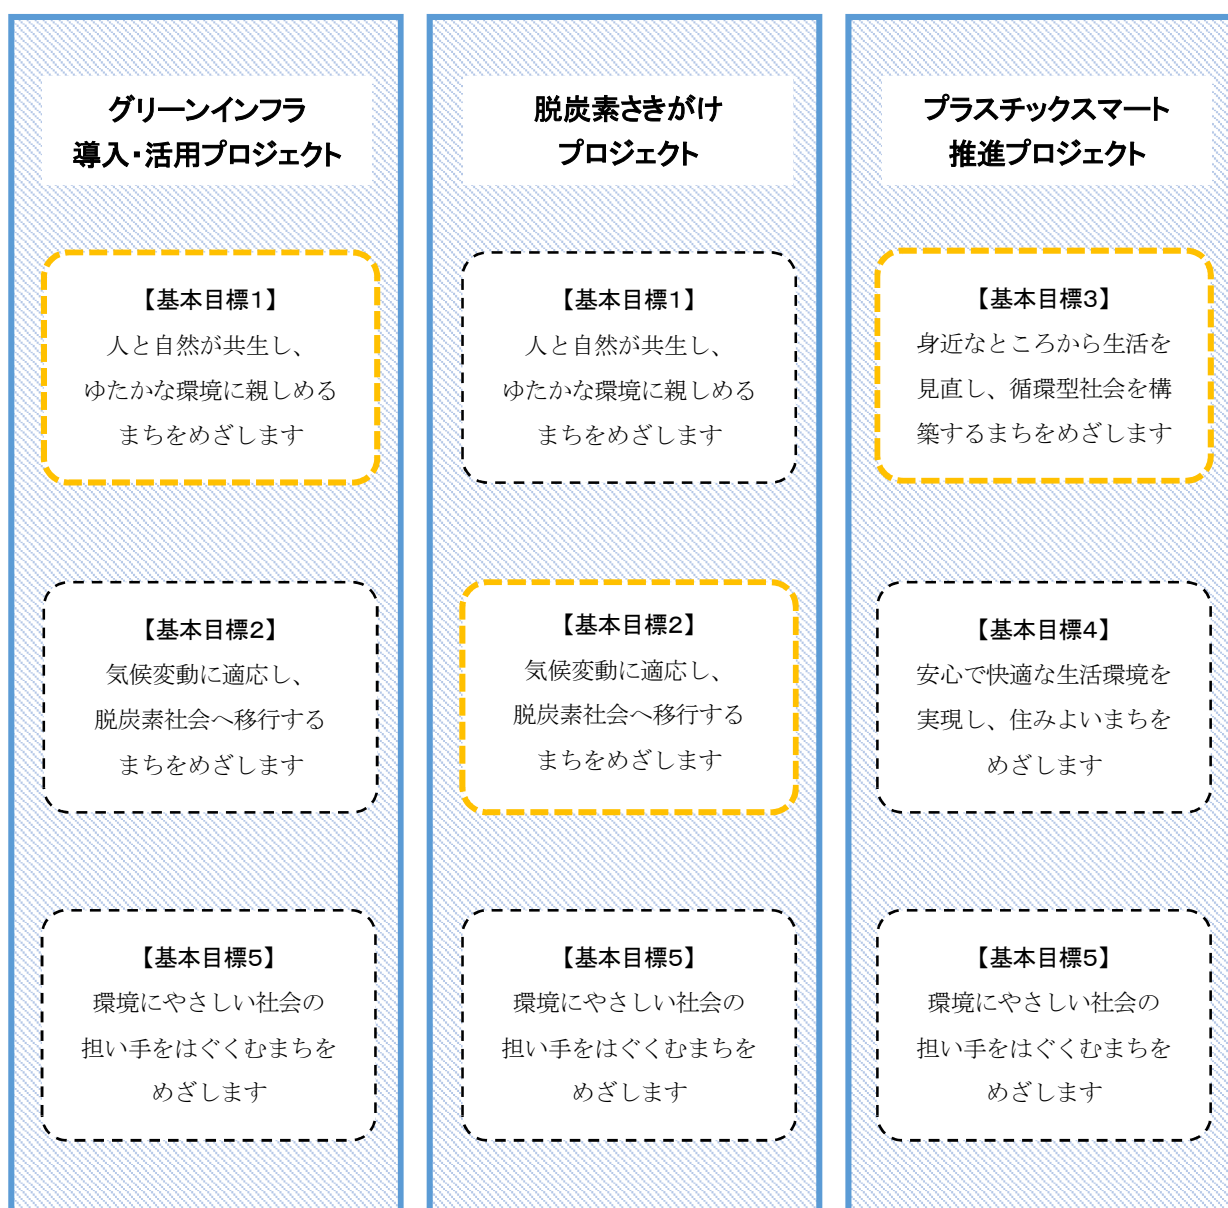 グリーンインフラ
導入・活用プロジェクト
【基本目標1】
人と自然が共生し、
ゆたかな環境に親しめる
まちをめざします
【基本目標2】
気候変動に適応し、
脱炭素社会へ移行する
まちをめざします
【基本目標5】
環境にやさしい社会の
担い手をはぐくむまちを
めざします
脱炭素さきがけ
プロジェクト
【基本目標1】
人と自然が共生し、
ゆたかな環境に親しめる
まちをめざします
【基本目標2】
気候変動に適応し、
脱炭素社会へ移行する
まちをめざします
【基本目標5】
環境にやさしい社会の
担い手をはぐくむまちを
めざします
プラスチックスマート
推進プロジェクト
【基本目標3】
身近なところから生活を
見直し、循環型社会を構
築するまちをめざします
【基本目標4】
安心で快適な生活環境を
実現し、住みよいまちを
めざします
【基本目標5】
環境にやさしい社会の
担い手をはぐくむまちを
めざします